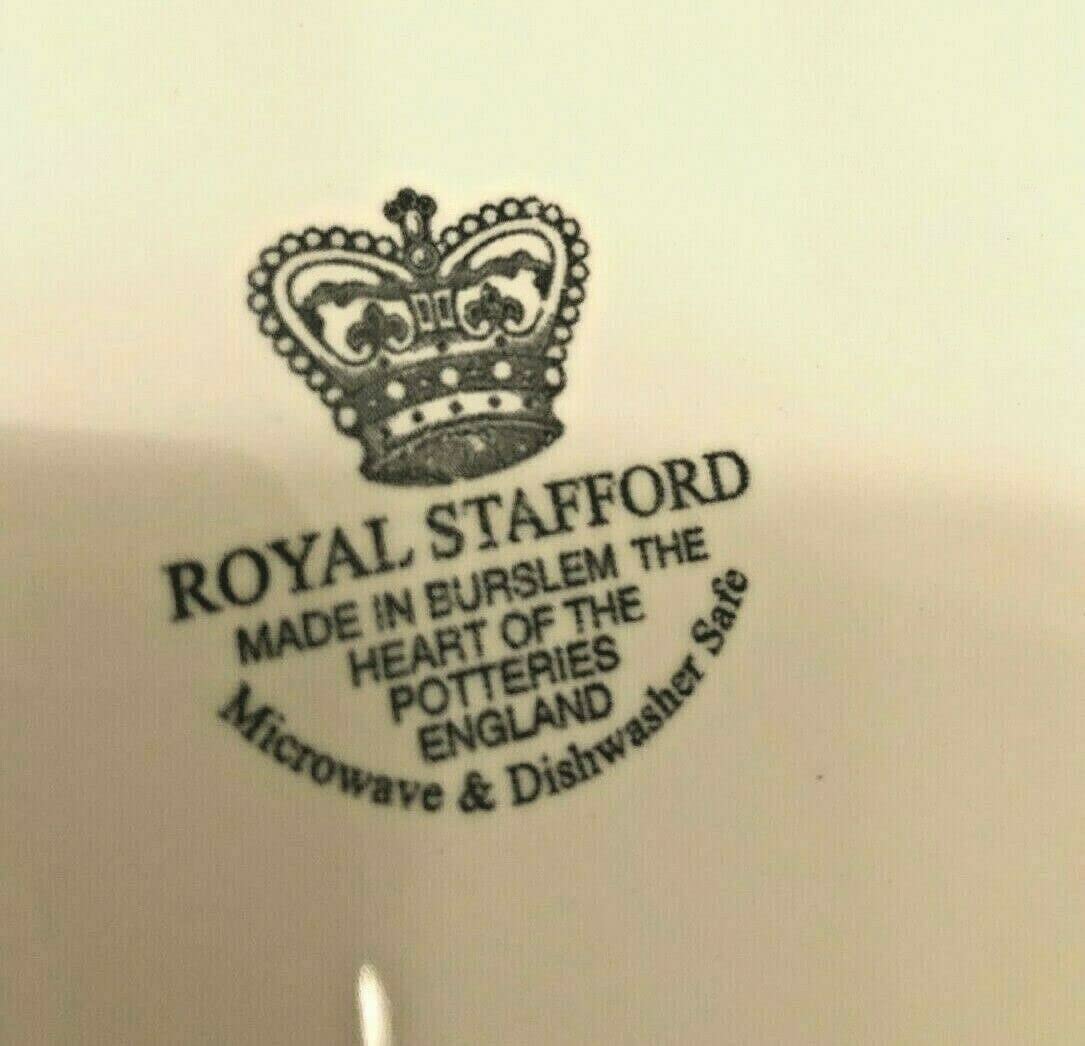 ROYAL STAFFORD
MADE IN BURSLEM THE
HEART OF THE
POTTERIES
ENGLAND
Microwave & Dishwasher Safe